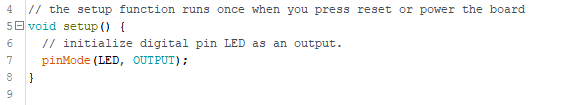 4 // the setup function runs once when you press reset or power the board
5 void setup() {
6   // initialize digital pin LED as an output.
7   pinMode(LED, OUTPUT);
8 }
9